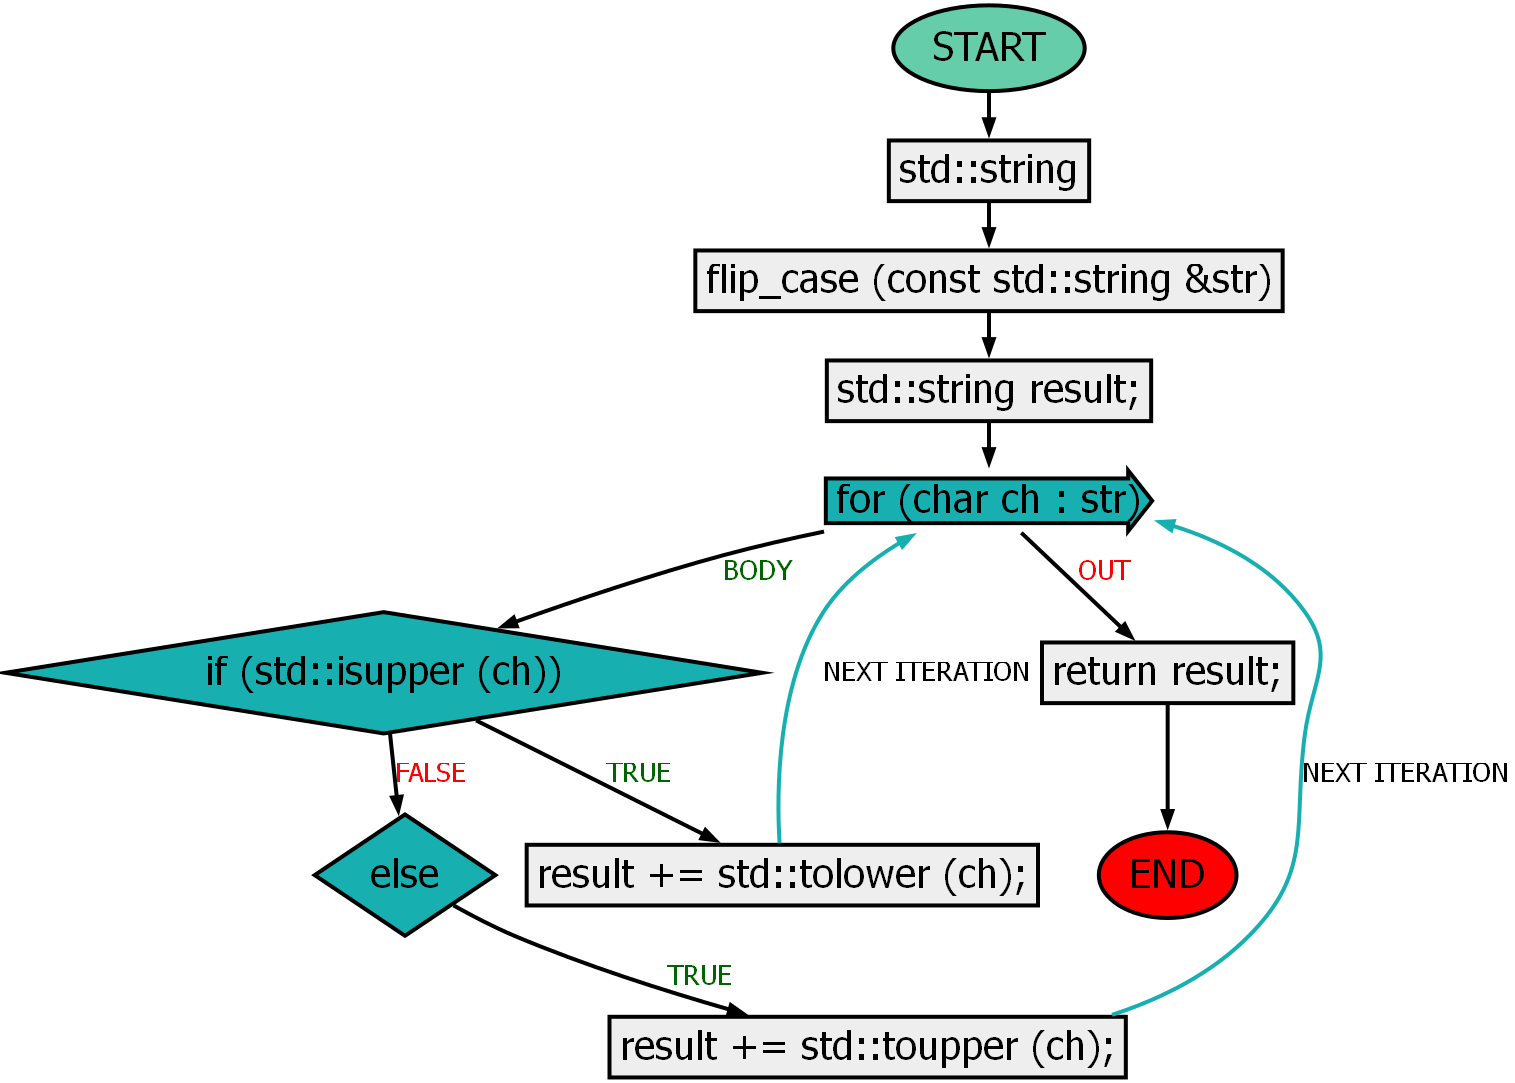 START
std::string
flip_case (const std::string &str)
std::string result;
for (char ch : str)
BODY
OUT
if (std::isupper (ch))
NEXT ITERATION
return result;
FALSE
TRUE
NEXT ITERATION
else
result += std::tolower (ch);
END
TRUE
result += std::toupper (ch);